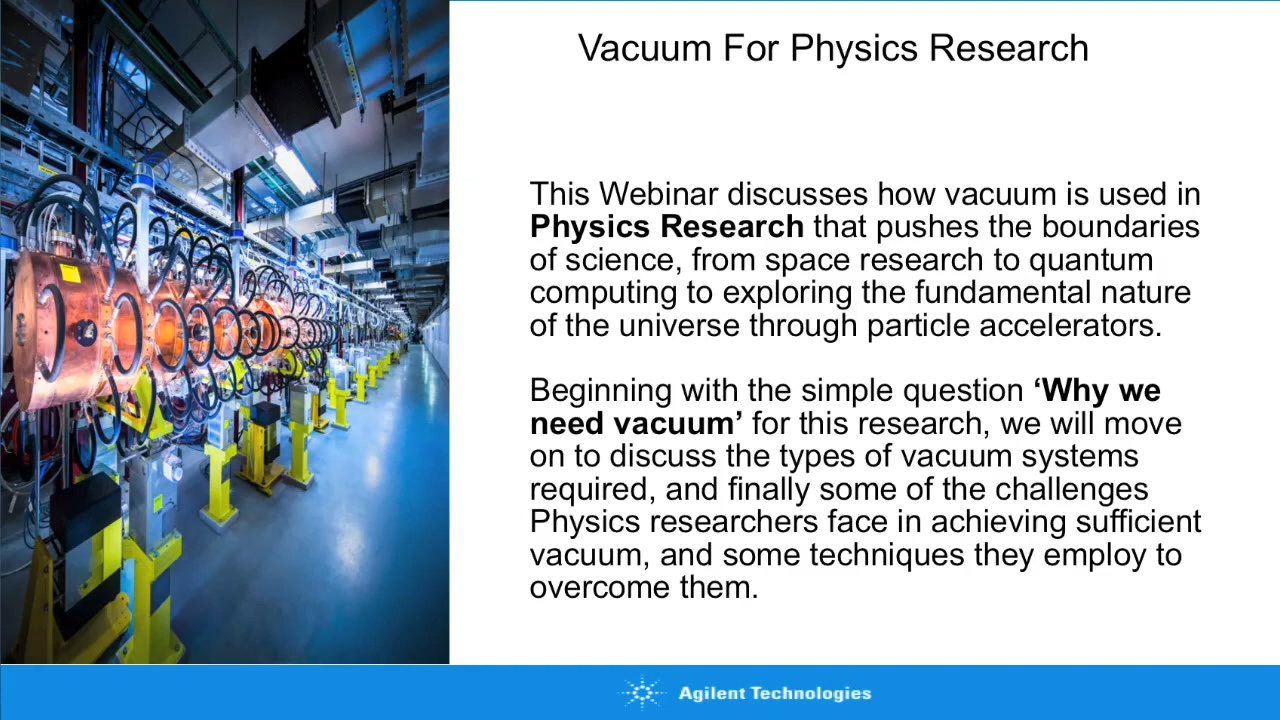 Vacuum For Physics Research
This Webinar discusses how vacuum is used in
Physics Research that pushes the boundaries
of science, from space research to quantum
computing to exploring the fundamental nature
of the universe through particle accelerators.
Beginning with the simple question ‘Why we
need vacuum’ for this research, we will move
on to discuss the types of vacuum systems
required, and finally some of the challenges
Physics researchers face in achieving sufficient
vacuum, and some techniques they employ to
overcome them.
Agilent Technologies